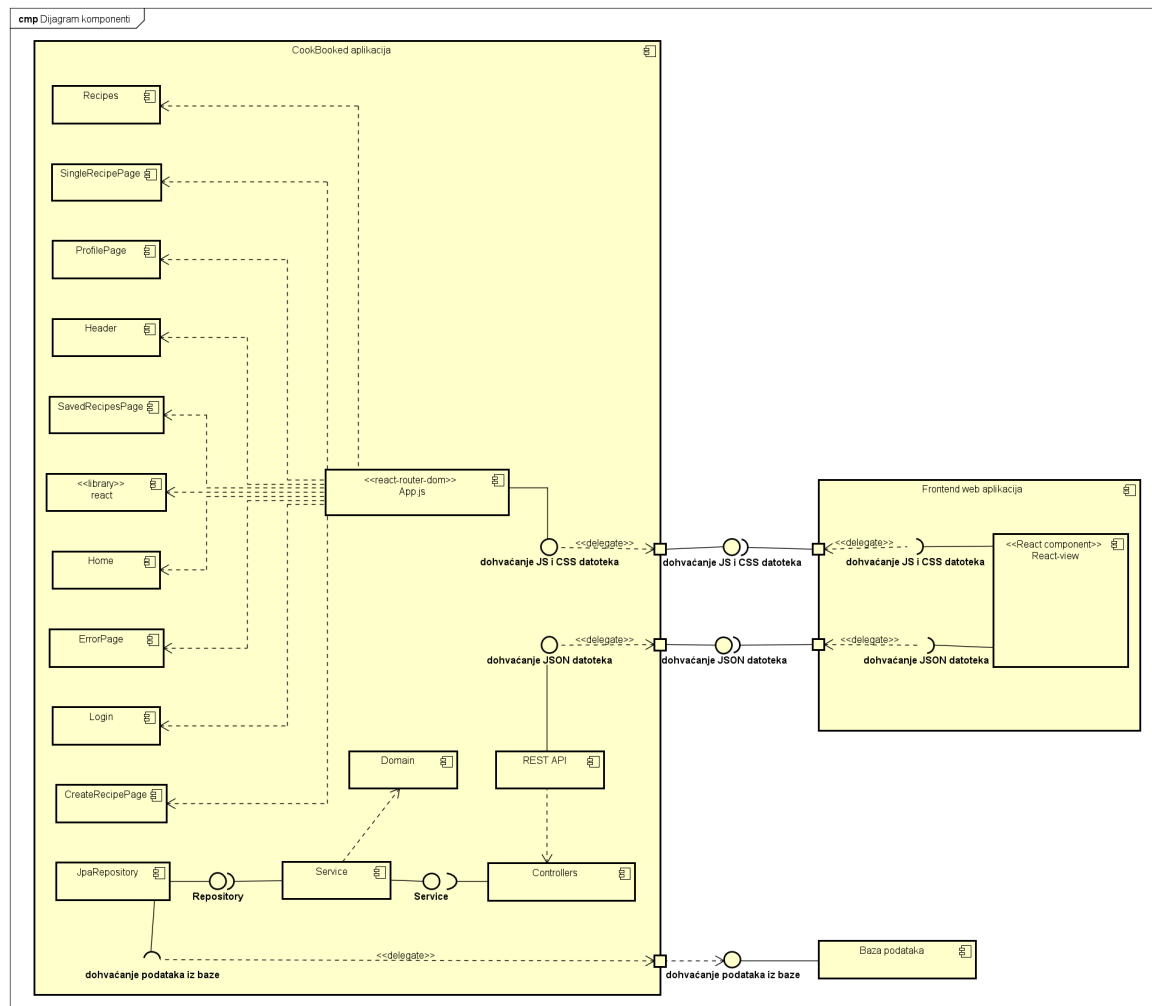 cmp Dijagram komponenti
CookBooked aplikacija
Recipes
SingleRecipePage
ProfilePage
Header
SavedRecipesPage
<<library>>
react
Home
ErrorPage
Login
CreateRecipePage
<<react-router-dom>>
App.js
<<delegate>>
dohvaćanje JS i CSS datoteka
dohvaćanje JS i CSS datoteka
Frontend web aplikacija
<<delegate>>
dohvaćanje JS i CSS datoteka
<<React component>>
React-view
<<delegate>>
dohvaćanje JSON datoteka
dohvaćanje JSON datoteka
<<delegate>>
dohvaćanje JSON datoteka
Domain
REST API
JpaRepository
Repository
Service
Service
Controllers
<<delegate>>
dohvaćanje podataka iz baze
dohvaćanje podataka iz baze
Baza podataka